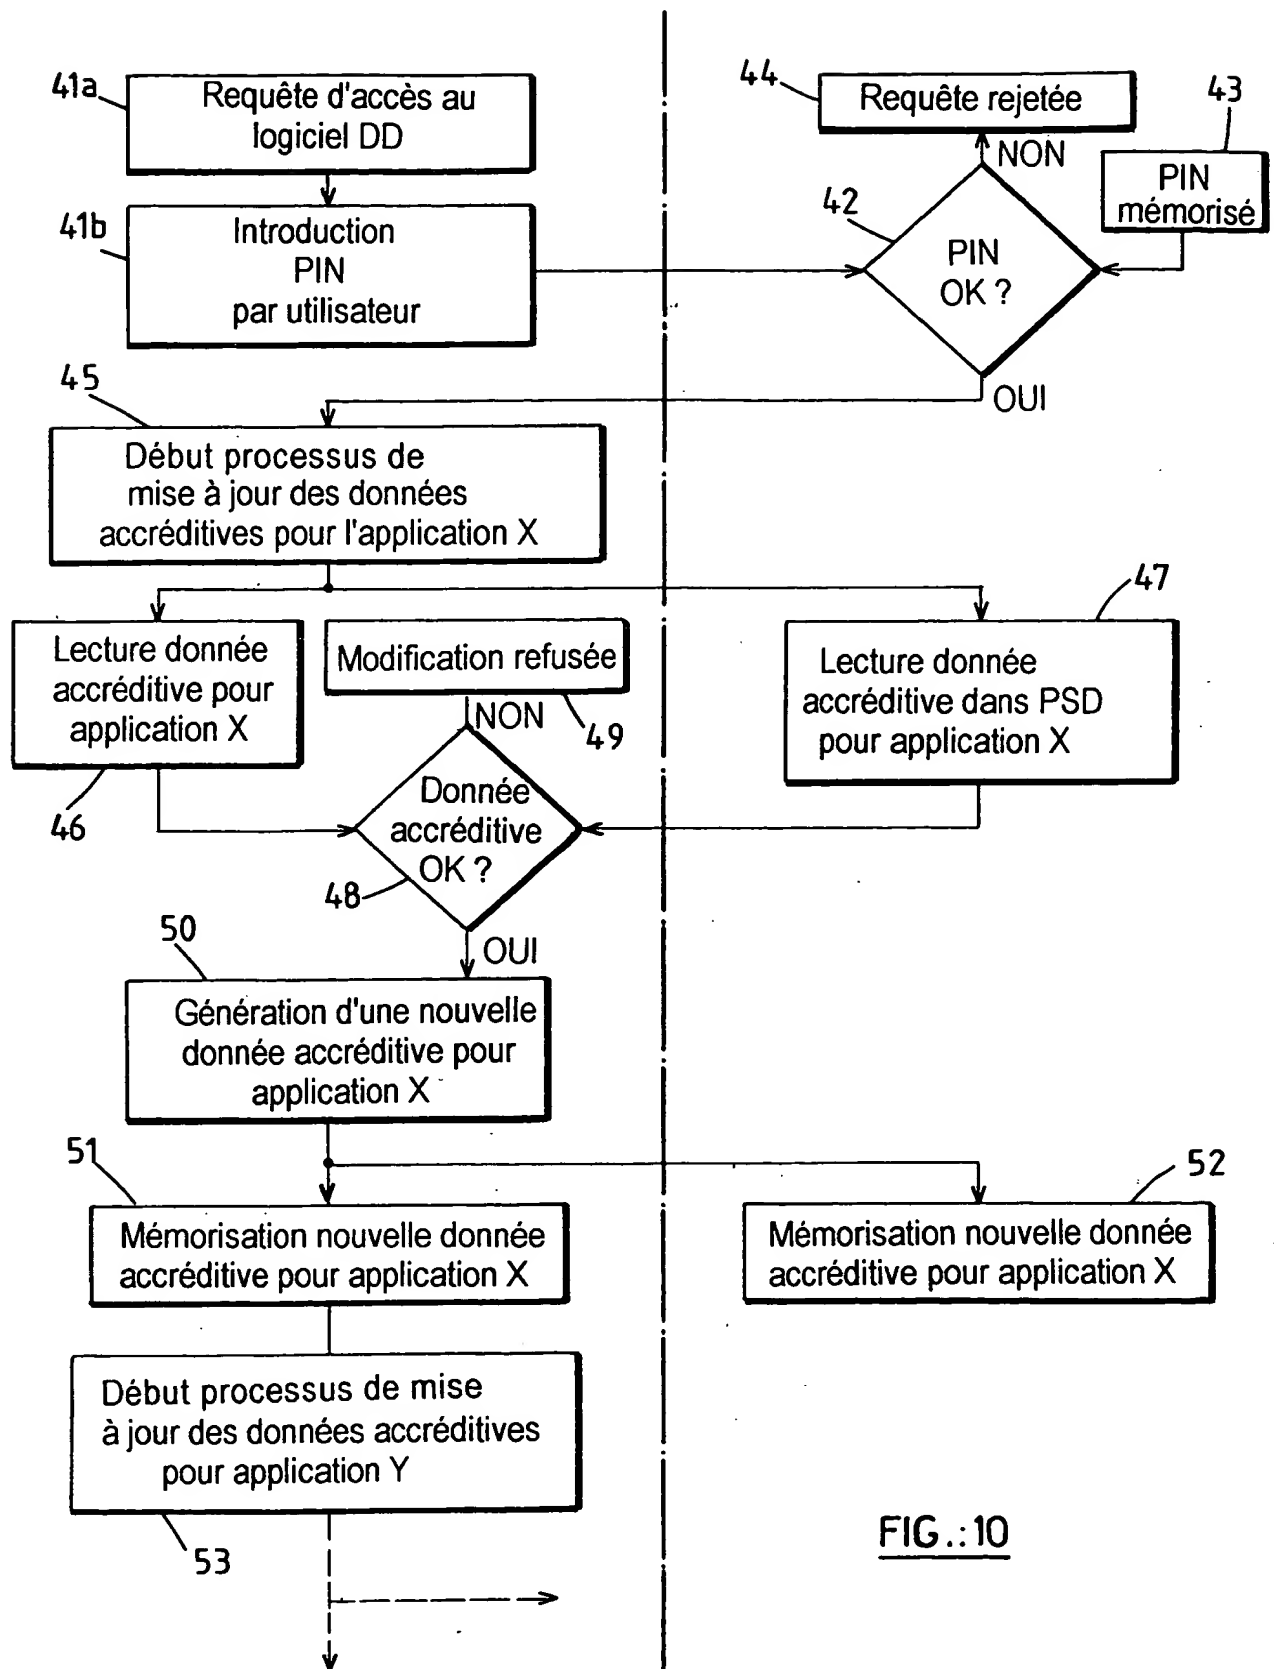 41a
Requête d'accès au
logiciel DD
44
Requête rejetée
43
NON
PIN
mémorisé
41b
Introduction
PIN
par utilisateur
42
PIN
OK ?
OUI
45
Début processus de
mise à jour des données
accréditives pour l'application X
47
Lecture donnée
accréditive pour
application X
46
Modification refusée
NON
49
Lecture donnée
accréditive dans PSD
pour application X
Donnée
accréditive
OK ?
48
OUI
50
Génération d'une nouvelle
donnée accréditive pour
application X
51
Mémorisation nouvelle donnée
accréditive pour application X
52
Mémorisation nouvelle donnée
accréditive pour application X
Début processus de mise
à jour des données accréditives
pour application Y
53
FIG.:10